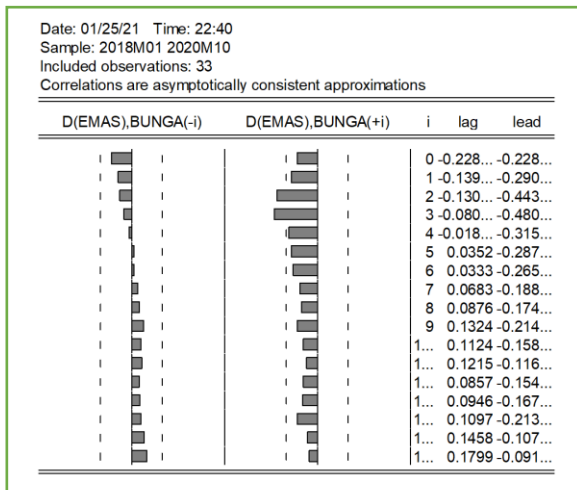 Date: 01/25/21 Time: 22:40
Sample: 2018M01 2020M10
Included observations: 33
Correlations are asymptotically consistent approximations
D(EMAS),BUNGA(-i) D(EMAS),BUNGA(+i) i lag lead
0 -0.228... -0.228...
1 -0.139... -0.290...
2 -0.130... -0.443...
3 -0.080... -0.480...
4 -0.018... -0.315...
5 0.0352 -0.287...
6 0.0333 -0.265...
7 0.0683 -0.188...
8 0.0876 -0.174...
9 0.1324 -0.214...
1... 0.1124 -0.158...
1... 0.1215 -0.116...
1... 0.0857 -0.154...
1... 0.0946 -0.167...
1... 0.1097 -0.213...
1... 0.1458 -0.107...
1... 0.1799 -0.091...